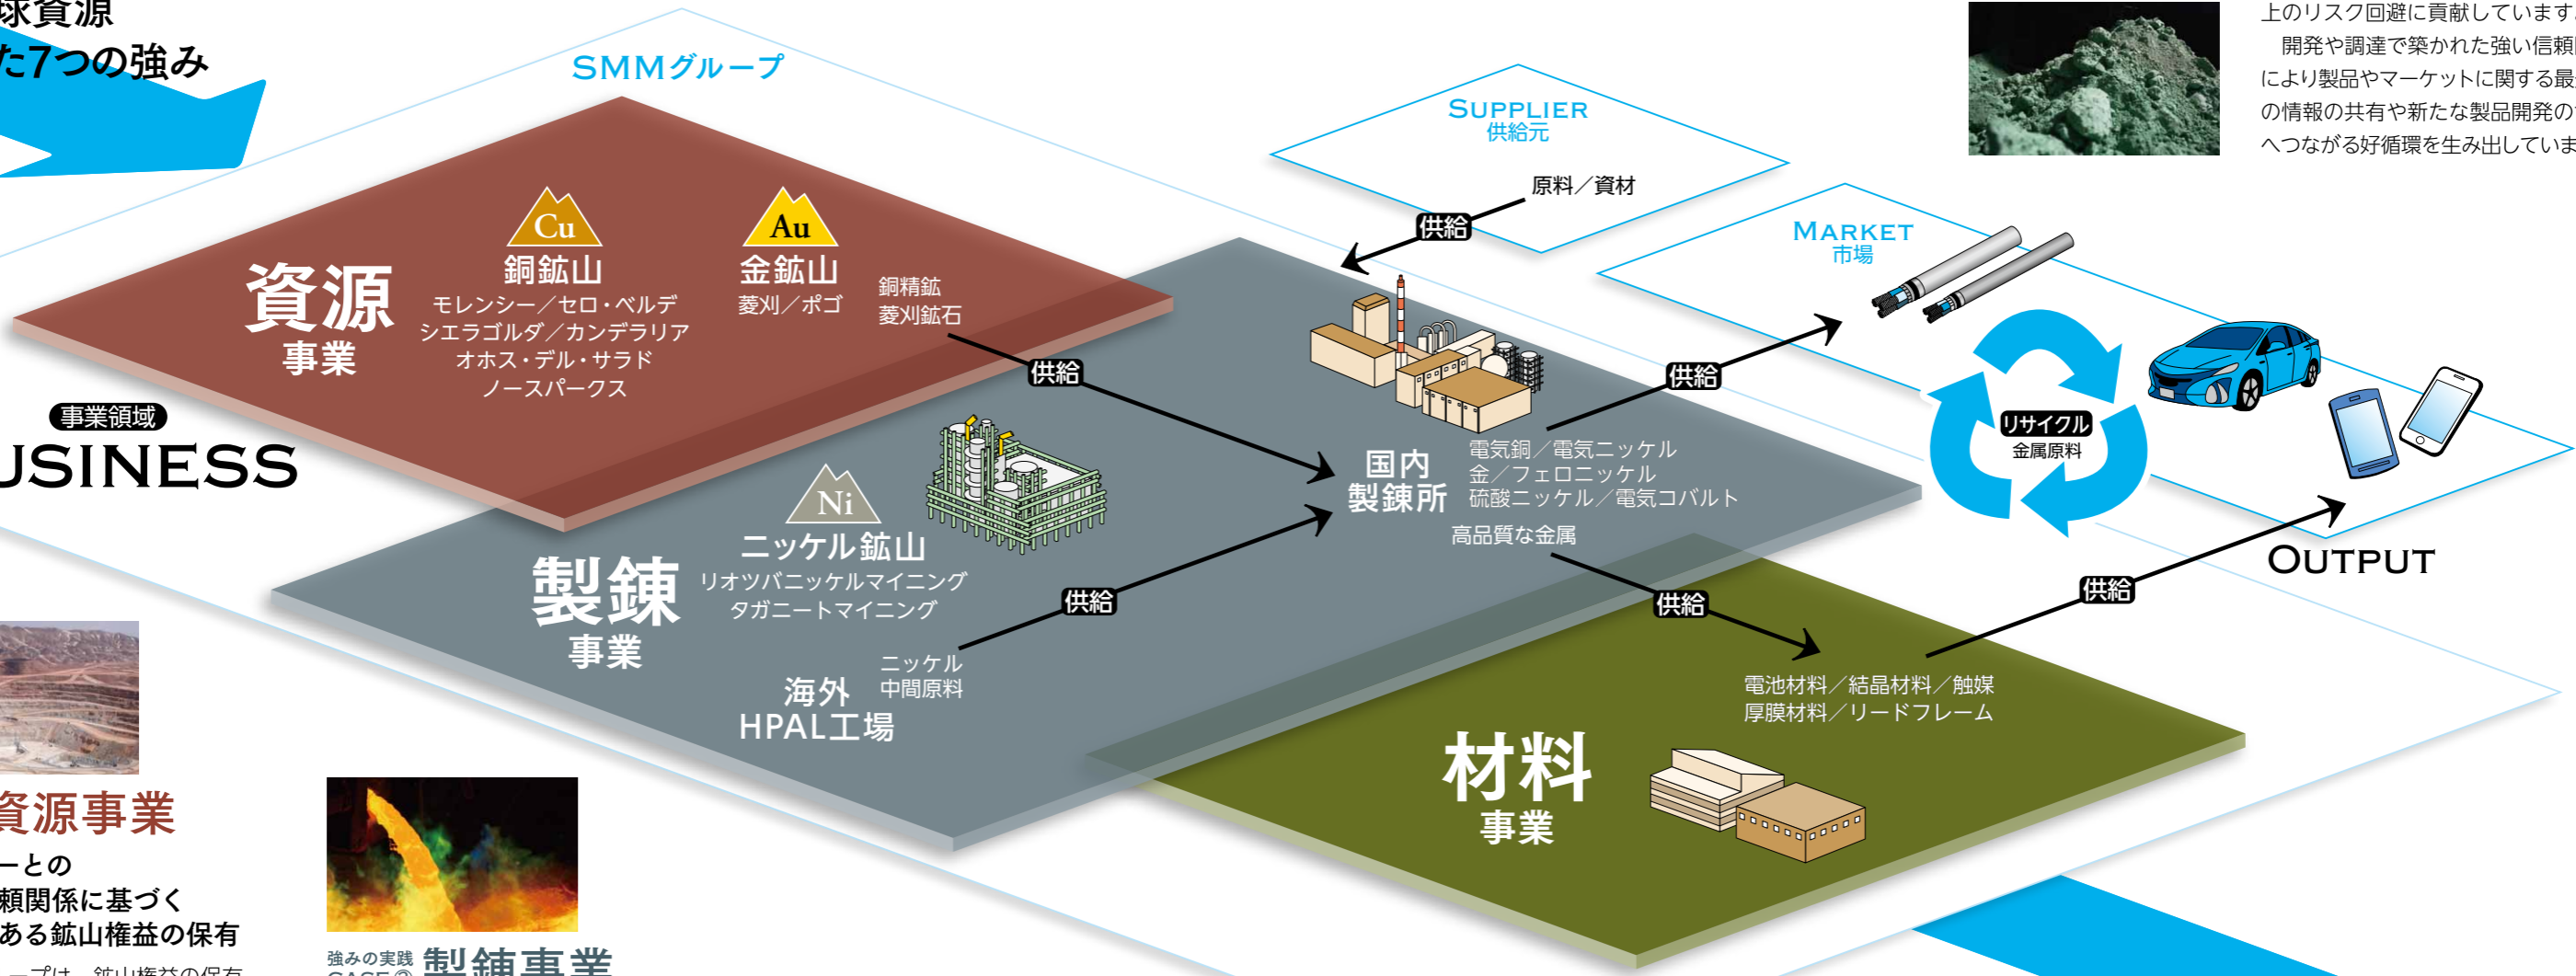 球資源
た7つの強み
SMMグループ
SUPPLIER
供給元
原料／資材
供給
上のリスク回避に貢献しています
開発や調達で築かれた強い信頼
により製品やマーケットに関する最
の情報の共有や新たな製品開発の
へつながる好循環を生み出していま
MARKET
市場
Cu
銅鉱山
モレンシー／セロ・ベルデ
シエラゴルダ／カンデラリア
オホス・デル・サラド
ノースパークス
Au
金鉱山
菱刈／ポゴ
銅精鉱
菱刈鉱石
資源
事業
供給
供給
リサイクル
金属原料
事業領域
USINESS
国内
製錬所
電気銅／電気ニッケル
金／フェロニッケル
硫酸ニッケル／電気コバルト
高品質な金属
Ni
ニッケル鉱山
リオツバニッケルマイニング
タガニートマイニング
製錬
事業
供給
供給
供給
OUTPUT
ニッケル
中間原料
海外
HPAL工場
電池材料／結晶材料／触媒
厚膜材料／リードフレーム
材料
事業
資源事業
ーとの
頼関係に基づく
ある鉱山権益の保有
ープは、鉱山権益の保有
強みの実践
CASE② 製錬事業